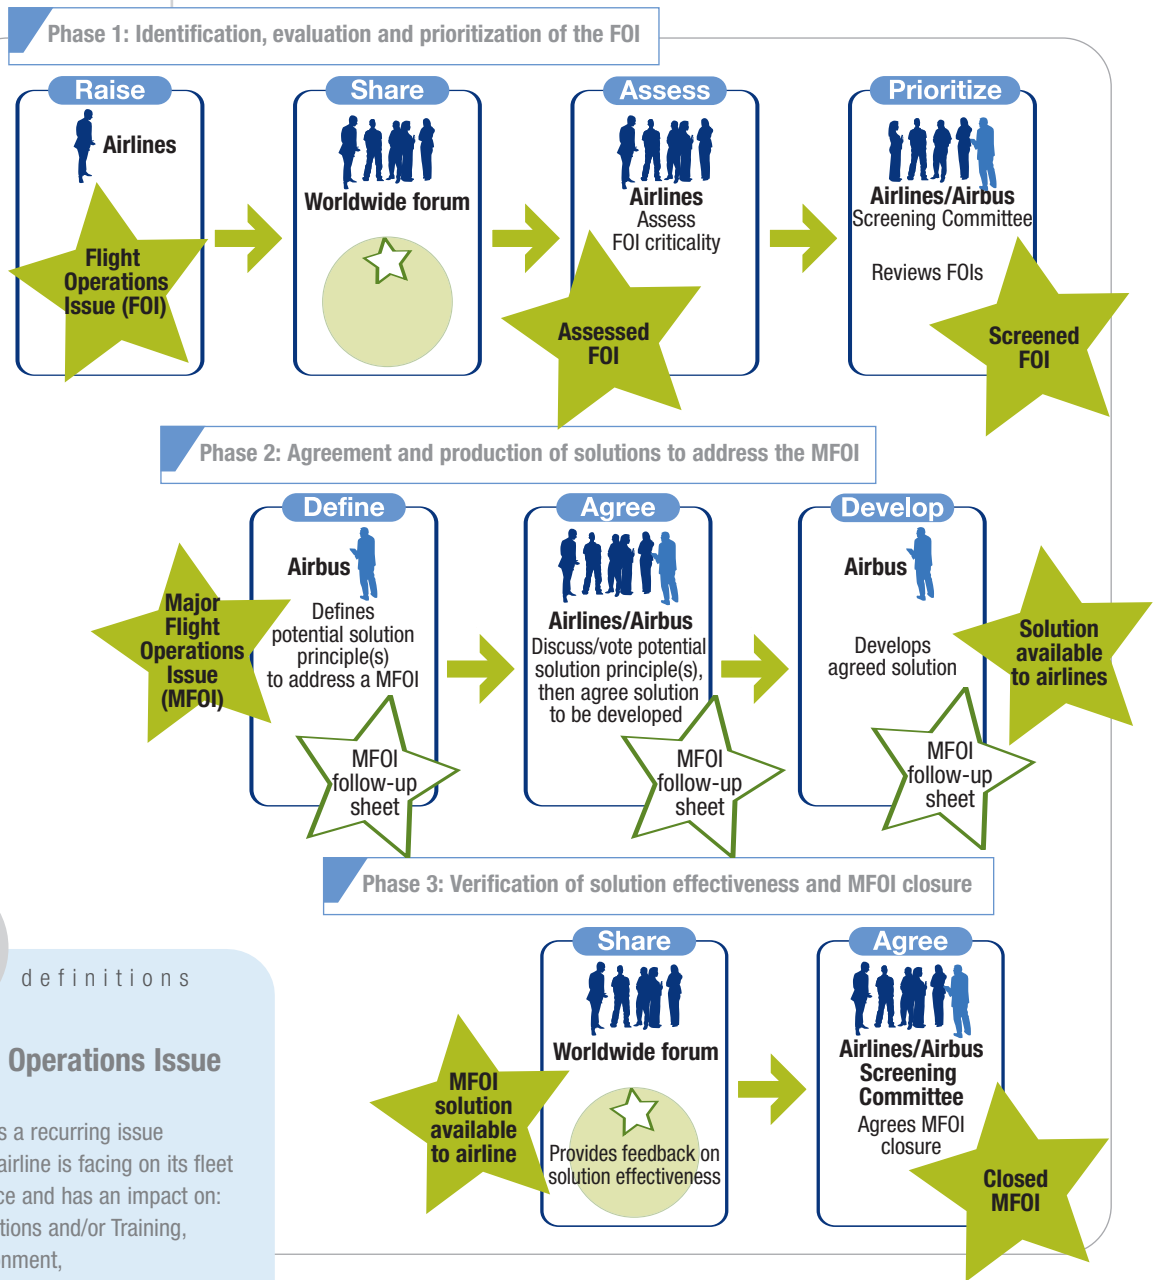 Phase 1: Identification, evaluation and prioritization of the FOI
Raise
Airlines
Flight
Operations
Issue (FOI)
Share
Worldwide forum
Assess
Airlines
Assess
FOI criticality
Assessed
FOI
Prioritize
Airlines/Airbus
Screening Committee
Reviews FOIs
Screened
FOI
Phase 2: Agreement and production of solutions to address the MFOI
Major
Flight
Operations
Issue
(MFOI)
Define
Airbus
Defines
potential solution
principle(s)
to address a MFOI
MFOI
follow-up
sheet
Agree
Airlines/Airbus
Discuss/vote potential
solution principle(s),
then agree solution
to be developed
MFOI
follow-up
sheet
Develop
Airbus
Develops
agreed solution
MFOI
follow-up
sheet
Solution
available
to airlines
Phase 3: Verification of solution effectiveness and MFOI closure
MFOI
solution
available
to airline
Share
Worldwide forum
Provides feedback on
solution effectiveness
Agree
Airlines/Airbus
Screening
Committee
Agrees MFOI
closure
Closed
MFOI
definitions
Operations Issue
s a recurring issue
airline is facing on its fleet
ce and has an impact on:
tions and/or Training,
onment,